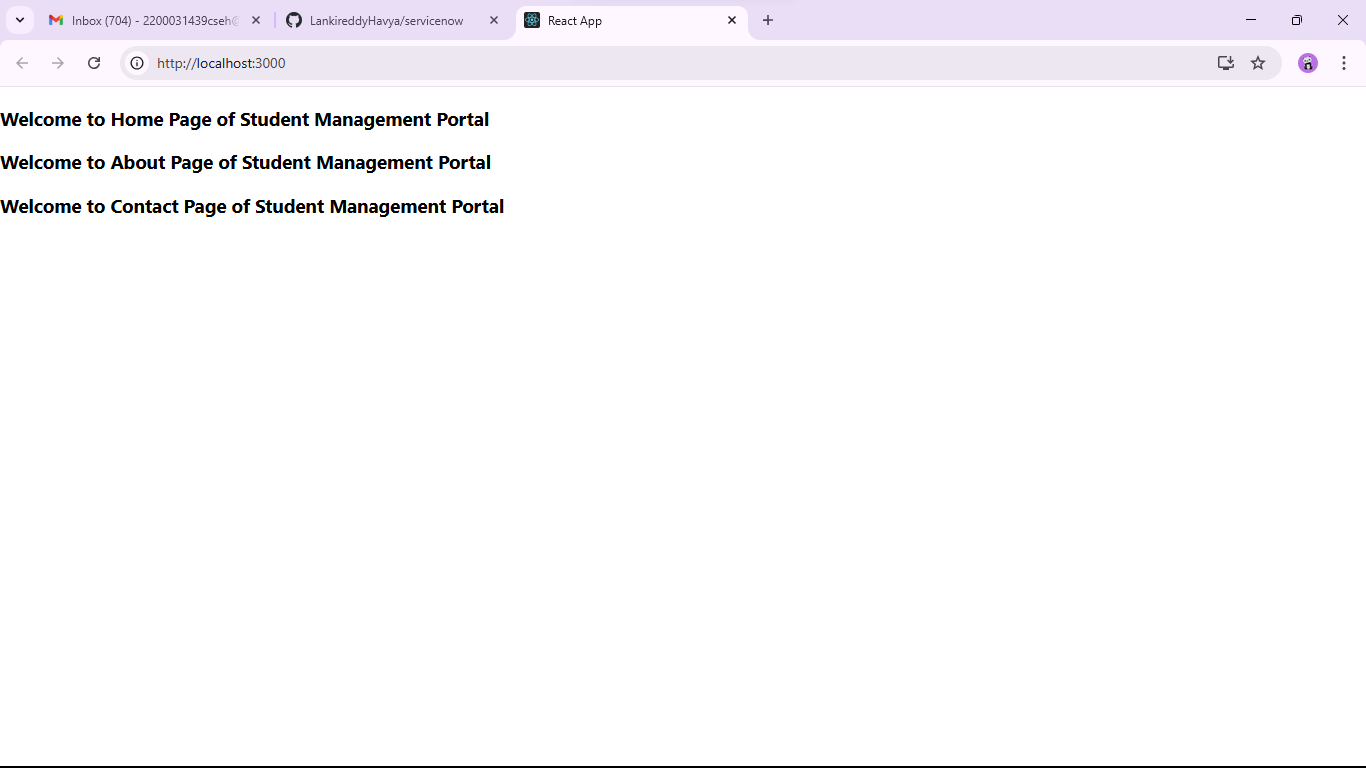 Inbox (704) - 2200031439cseh@
LankireddyHavya/servicenow
React App
http://localhost:3000
Welcome to Home Page of Student Management Portal
Welcome to About Page of Student Management Portal
Welcome to Contact Page of Student Management Portal